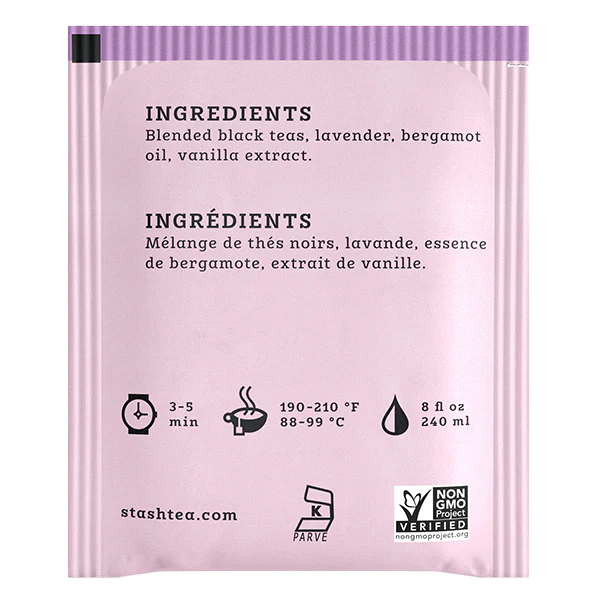 INGREDIENTS
Blended black teas, lavender, bergamot
oil, vanilla extract.
INGRÉDIENTS
Mélange de thés noirs, lavande, essence
de bergamote, extrait de vanille.
3-5
min
190-210 °F
88-99 °C
8 fl oz
240 ml
stashtea.com
K
PARVE
NON
GMO
Project
VERIFIED
nongmoproject.org